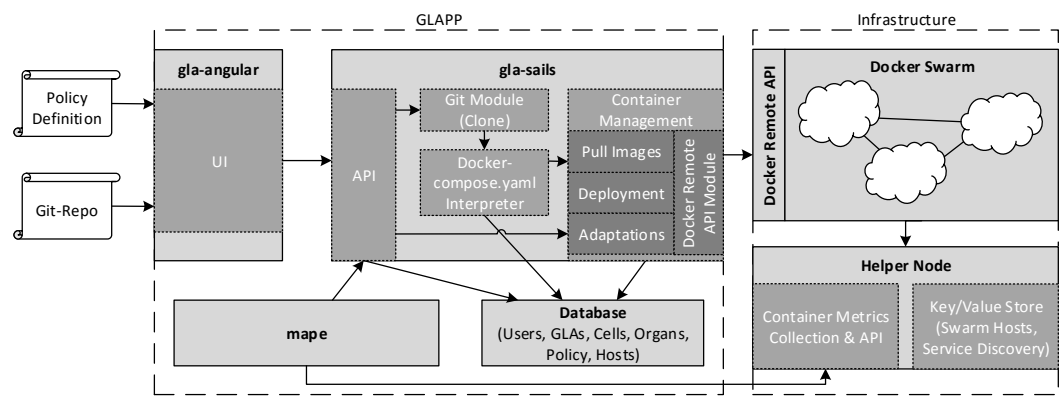 GLAPP
Infrastructure
gla-angular
gla-sails
Docker Swarm
Policy
Definition
Git-Repo
UI
API
Git Module
(Clone)
Docker-
compose.yaml
Interpreter
Container
Management
Pull Images
Deployment
Adaptations
Docker Remote
API Module
Docker Remote API
mape
Database
(Users, GLAs, Cells, Organs,
Policy, Hosts)
Helper Node
Container Metrics
Collection & API
Key/Value Store
(Swarm Hosts,
Service Discovery)